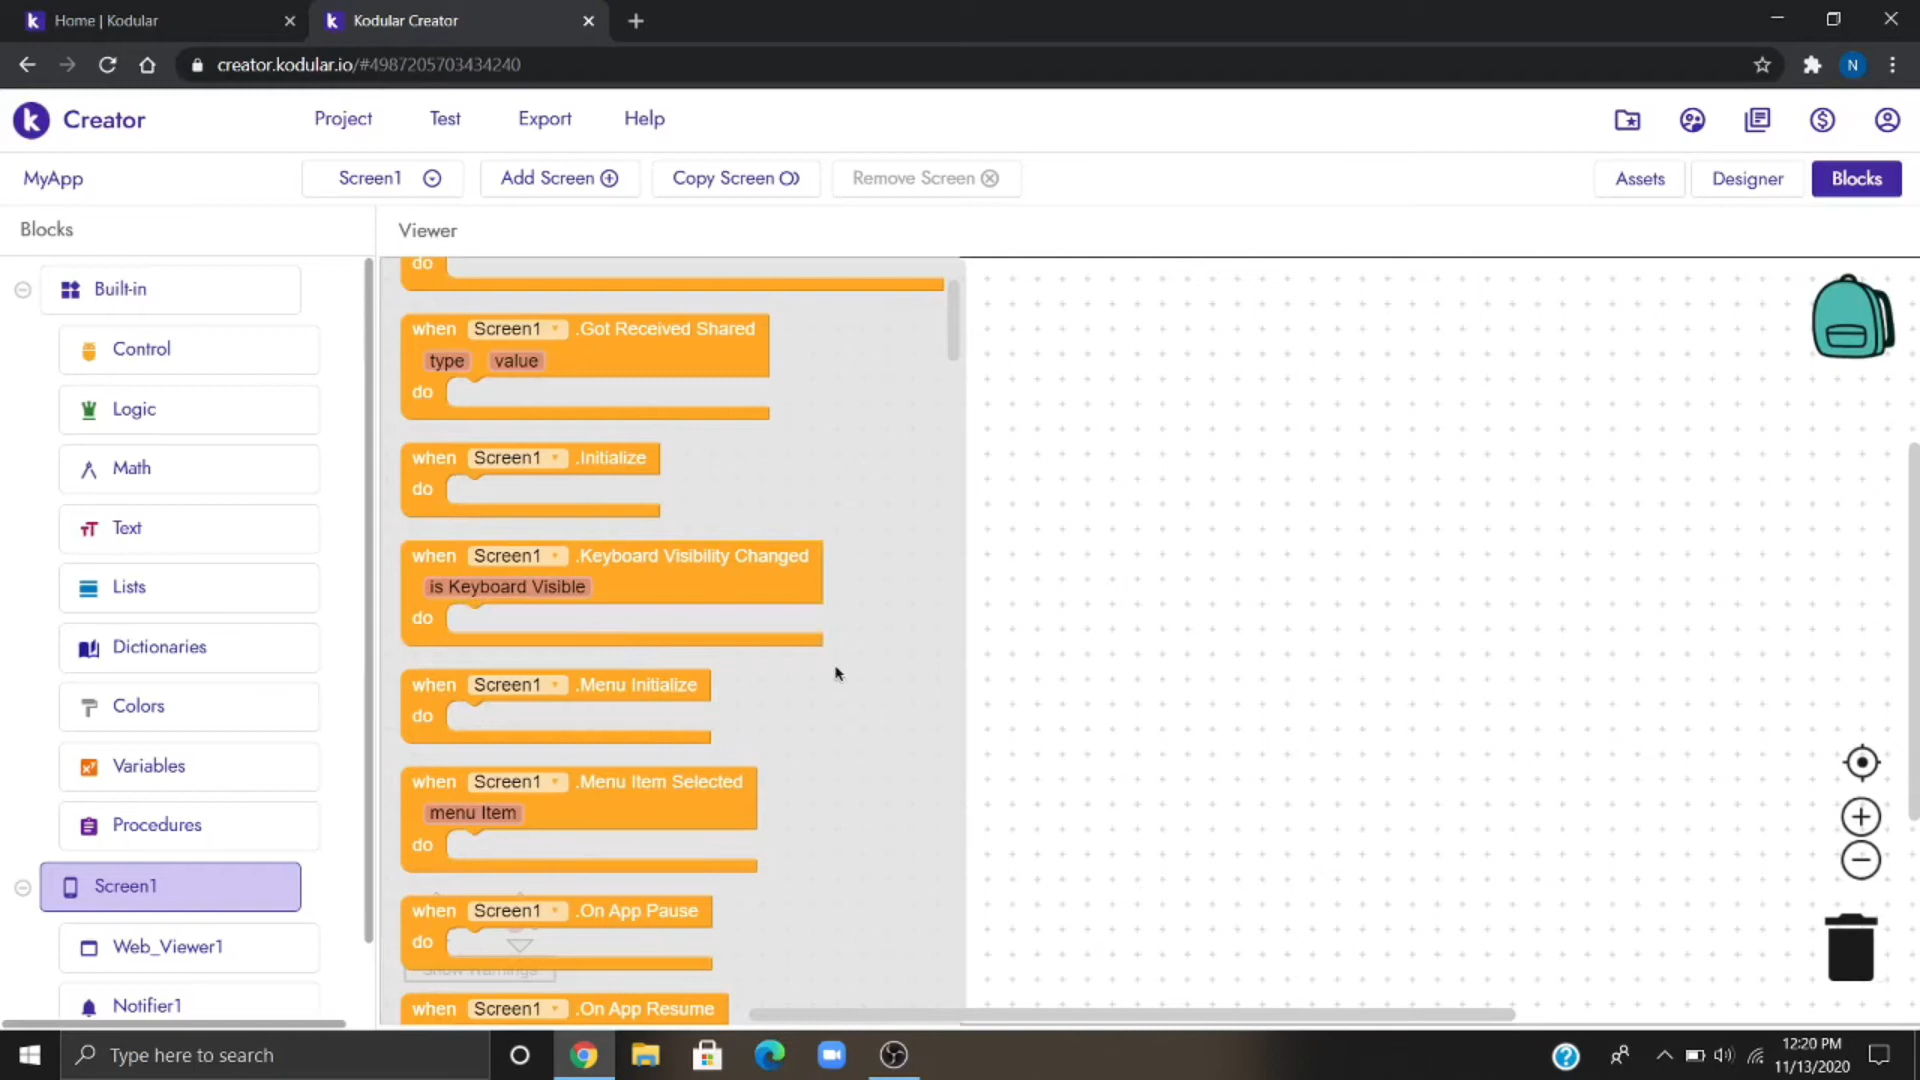 Home | Kodular
Kodular Creator
creator.kodular.io/#4987205703434240
N
Creator
Project
Test
Export
Help
MyApp
Screen1
Add Screen
Copy Screen
Remove Screen
Assets
Designer
Blocks
Blocks
Viewer
Built-in
Control
Logic
Math
Text
Lists
Dictionaries
Colors
Variables
Procedures
Screen1
Web_Viewer1
Notifier1
do
when Screen1 .Got Received Shared
type value
do
when Screen1 .Initialize
do
when Screen1 .Keyboard Visibility Changed
is Keyboard Visible
do
when Screen1 .Menu Initialize
do
when Screen1 .Menu Item Selected
menu Item
do
when Screen1 .On App Pause
do
Show Warnings
when Screen1 .On App Resume
Type here to search
12:20 PM
11/13/2020